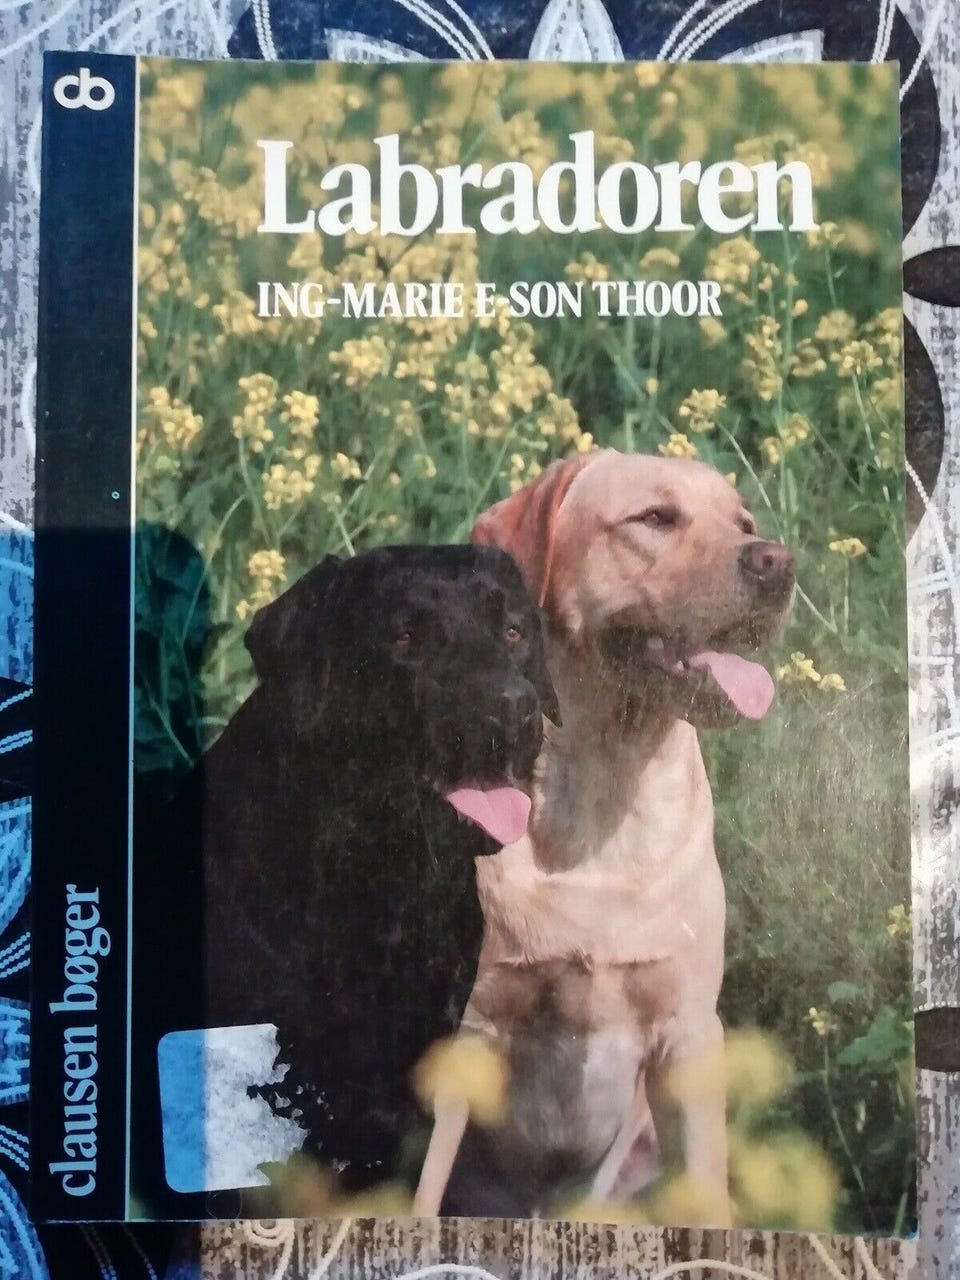 cb
Labradoren
ING-MARIE E-SON THOOR
clausen bøger